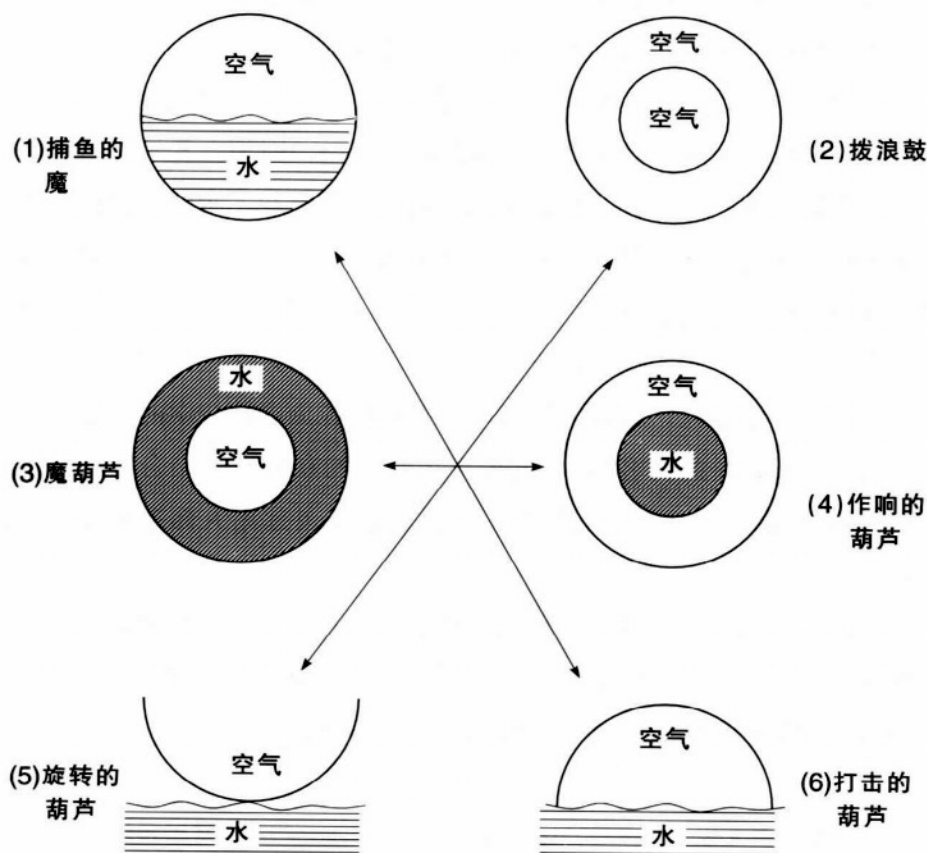 空气
水
(1)捕鱼的
魔
空气
空气
(2)拨浪鼓
水
空气
(3)魔葫芦
空气
水
(4)作响的
葫芦
空气
水
(5)旋转的
葫芦
空气
水
(6)打击的
葫芦